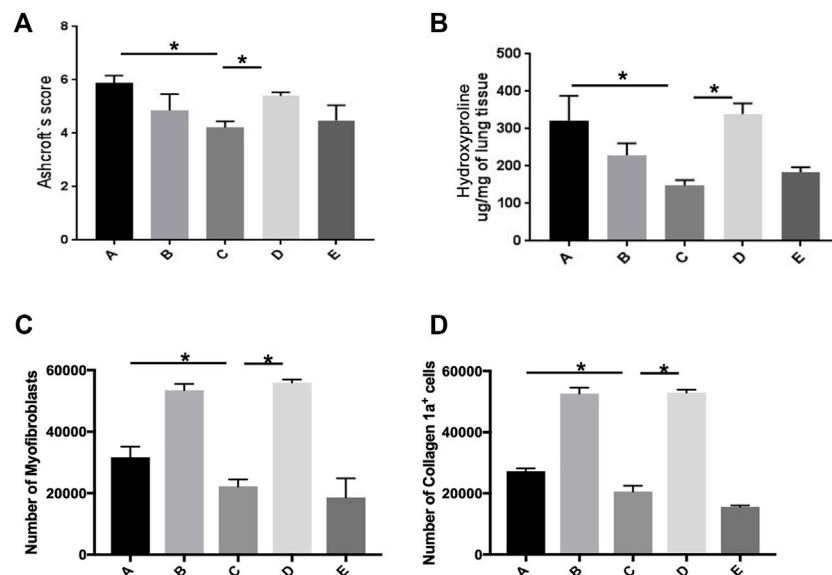 A
*
*
8
6
4
2
0
Ashcroft`s score
A B C D E
B
*
*
500
400
300
200
100
0
Hydroxyproline
ug/mg of lung tissue
A B C D E
C
*
*
60000
40000
20000
0
Number of Myofibroblasts
A B C D E
D
*
*
60000
40000
20000
0
Number of Collagen 1a⁺ cells
A B C D E